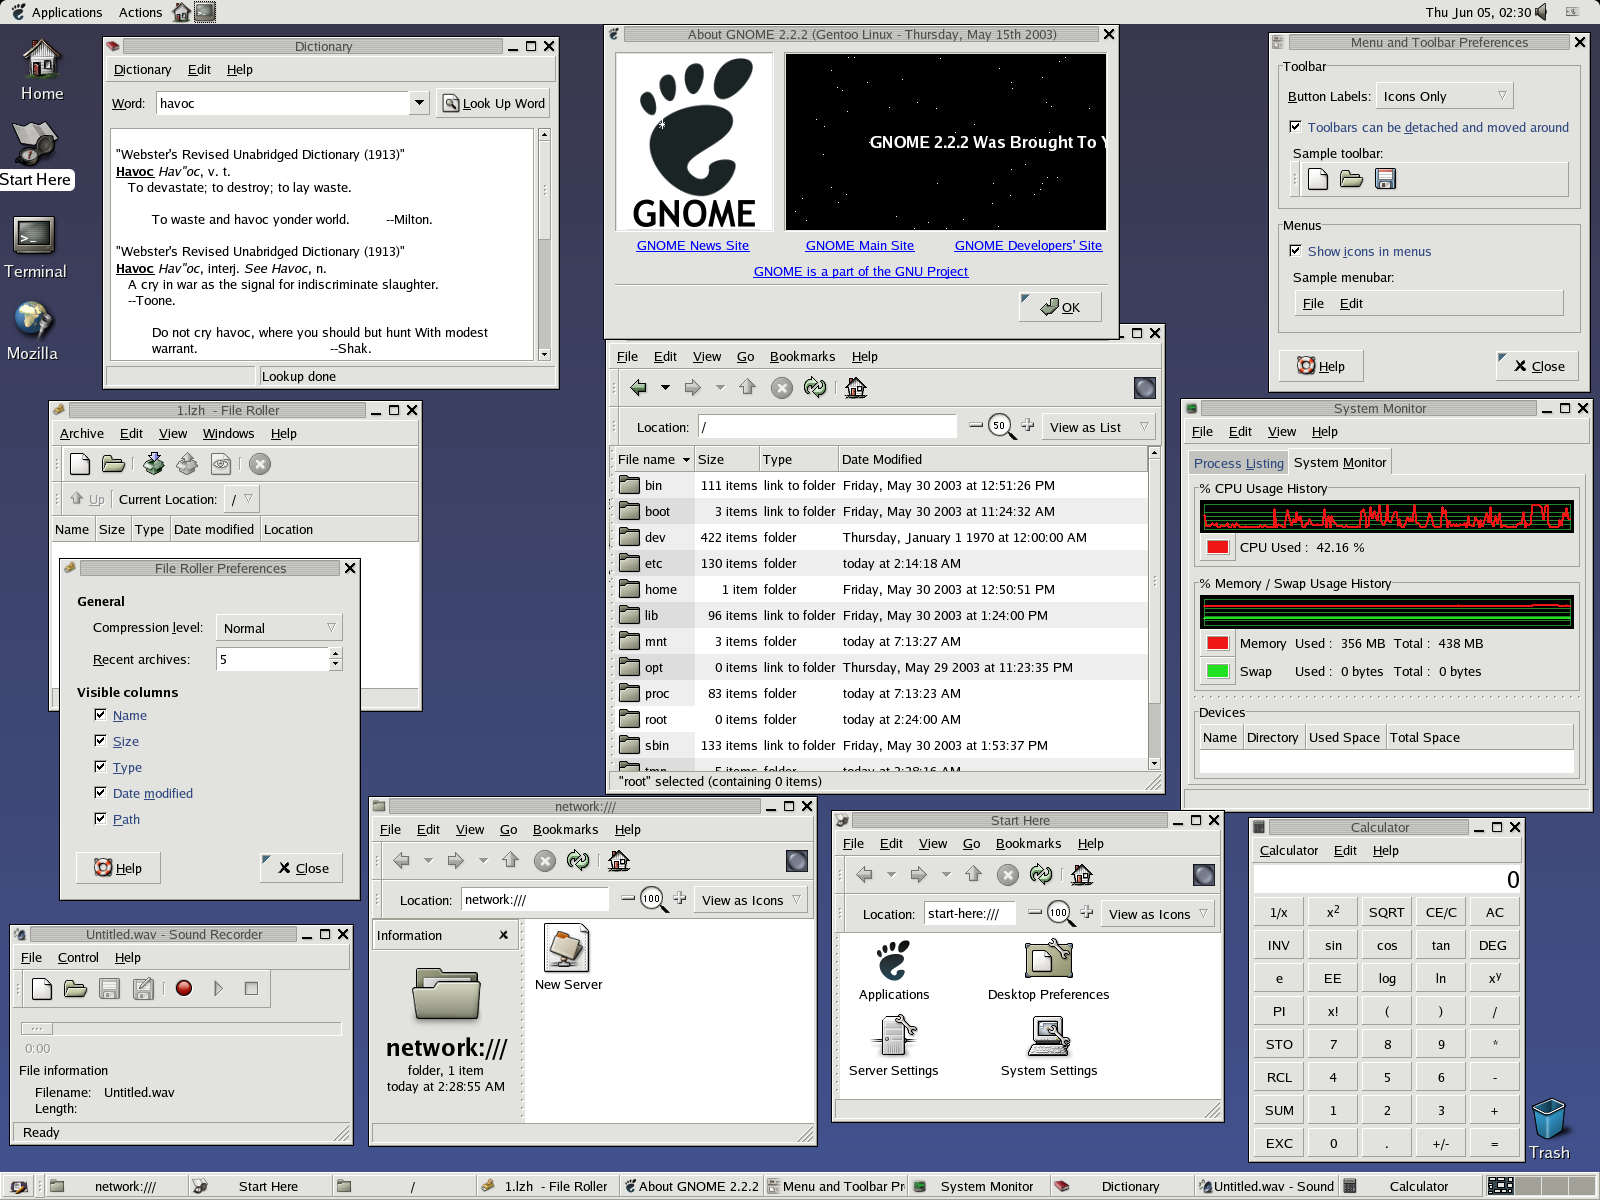 Applications Actions
Thu Jun 05, 02:30
Home
Start Here
Terminal
Mozilla
Dictionary
Dictionary Edit Help
Word: havoc Look Up Word
"Webster's Revised Unabridged Dictionary (1913)"
Havoc Hav"oc, v. t.
To devastate; to destroy; to lay waste.
To waste and havoc yonder world. --Milton.
"Webster's Revised Unabridged Dictionary (1913)"
Havoc Hav"oc, interj. See Havoc, n.
A cry in war as the signal for indiscriminate slaughter.
--Toone.
Do not cry havoc, where you should but hunt With modest
warrant. --Shak.
Lookup done
About GNOME 2.2.2 (Gentoo Linux - Thursday, May 15th 2003)
GNOME
GNOME 2.2.2 Was Brought To Y
GNOME News Site GNOME Main Site GNOME Developers' Site
GNOME is a part of the GNU Project
OK
Menu and Toolbar Preferences
Toolbar
Button Labels: Icons Only
Toolbars can be detached and moved around
Sample toolbar:
Menus
Show icons in menus
Sample menubar:
File Edit
Help Close
1.lzh - File Roller
Archive Edit View Windows Help
Up Current Location: /
Name Size Type Date modified Location
File Roller Preferences
General
Compression level: Normal
Recent archives: 5
Visible columns
Name
Size
Type
Date modified
Path
Help Close
File Edit View Go Bookmarks Help
Location: / 50 View as List
File name Size Type Date Modified
bin 111 items link to folder Friday, May 30 2003 at 12:51:26 PM
boot 3 items link to folder Friday, May 30 2003 at 11:24:32 AM
dev 422 items folder Thursday, January 1 1970 at 12:00:00 AM
etc 130 items folder today at 2:14:18 AM
home 1 item folder Friday, May 30 2003 at 12:50:51 PM
lib 96 items link to folder Friday, May 30 2003 at 1:24:00 PM
mnt 3 items folder today at 7:13:27 AM
opt 0 items link to folder Thursday, May 29 2003 at 11:23:35 PM
proc 83 items folder today at 7:13:23 AM
root 0 items folder today at 2:24:00 AM
sbin 133 items link to folder Friday, May 30 2003 at 1:53:37 PM
tmp 5 items folder today at 2:28:16 AM
"root" selected (containing 0 items)
System Monitor
File Edit View Help
Process Listing System Monitor
% CPU Usage History
CPU Used : 42.16 %
% Memory / Swap Usage History
Memory Used : 356 MB Total : 438 MB
Swap Used : 0 bytes Total : 0 bytes
Devices
Name Directory Used Space Total Space
Untitled.wav - Sound Recorder
File Control Help
0:00
File information
Filename: Untitled.wav
Length:
Ready
network:///
File Edit View Go Bookmarks Help
Location: network:/// 100 View as Icons
Information
network:///
folder, 1 item
today at 2:28:55 AM
New Server
Start Here
File Edit View Go Bookmarks Help
Location: start-here:/// 100 View as Icons
Applications Desktop Preferences
Server Settings System Settings
Calculator
Calculator Edit Help
0
1/x x² SQRT CE/C AC
INV sin cos tan DEG
e EE log ln xʸ
PI x! ( ) /
STO 7 8 9 *
RCL 4 5 6 -
SUM 1 2 3 +
EXC 0 . +/- =
Trash
network:/// Start Here / 1.lzh - File Roller About GNOME 2.2.2 Menu and Toolbar Pr System Monitor Dictionary Untitled.wav - Sound Calculator